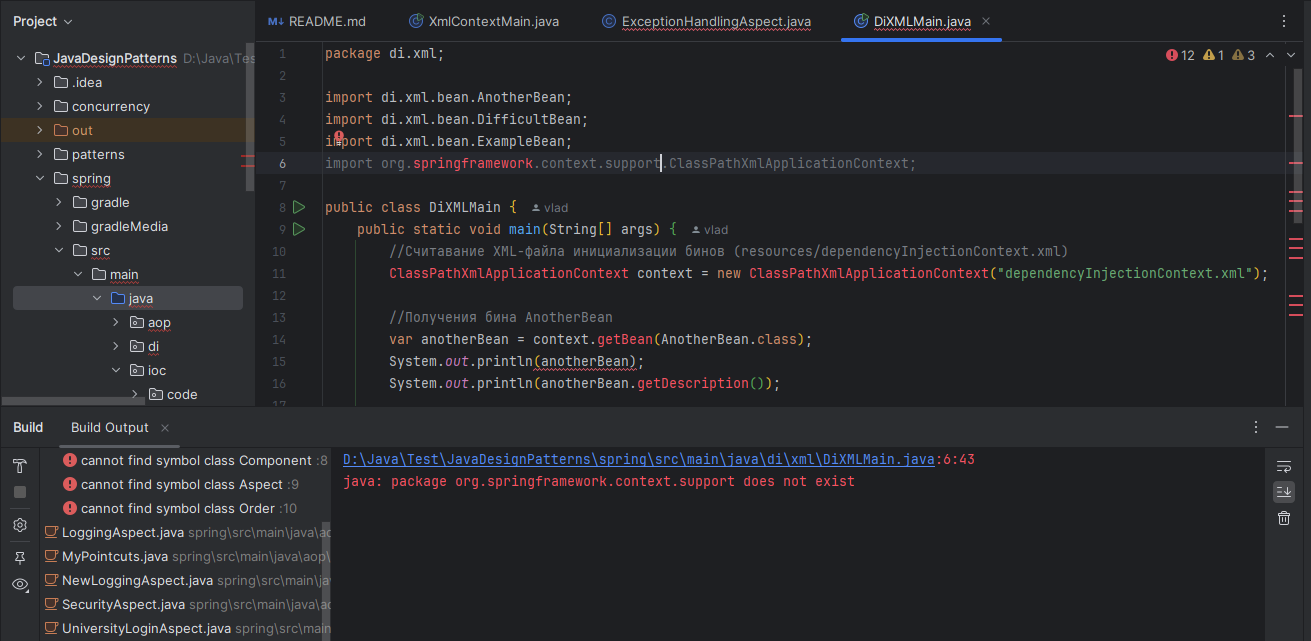 Project
README.md
XmlContextMain.java
ExceptionHandlingAspect.java
DiXMLMain.java
JavaDesignPatterns D:\Java\Tes
.idea
concurrency
out
patterns
spring
gradle
gradleMedia
src
main
java
aop
di
ioc
code
12 1 3
1 package di.xml;
2
3 import di.xml.bean.AnotherBean;
4 import di.xml.bean.DifficultBean;
5 import di.xml.bean.ExampleBean;
6 import org.springframework.context.support.ClassPathXmlApplicationContext;
7
8 public class DiXMLMain { vlad
9 public static void main(String[] args) { vlad
10 //Считавание XML-файла инициализации бинов (resources/dependencyInjectionContext.xml)
11 ClassPathXmlApplicationContext context = new ClassPathXmlApplicationContext("dependencyInjectionContext.xml");
12
13 //Получения бина AnotherBean
14 var anotherBean = context.getBean(AnotherBean.class);
15 System.out.println(anotherBean);
16 System.out.println(anotherBean.getDescription());
17
Build
Build Output
cannot find symbol class Component :8
cannot find symbol class Aspect :9
cannot find symbol class Order :10
LoggingAspect.java spring\src\main\java\ao
MyPointcuts.java spring\src\main\java\aop\
NewLoggingAspect.java spring\src\main\jav
SecurityAspect.java spring\src\main\java\ao
UniversityLoginAspect.java spring\src\main
D:\Java\Test\JavaDesignPatterns\spring\src\main\java\di\xml\DiXMLMain.java:6:43
java: package org.springframework.context.support does not exist